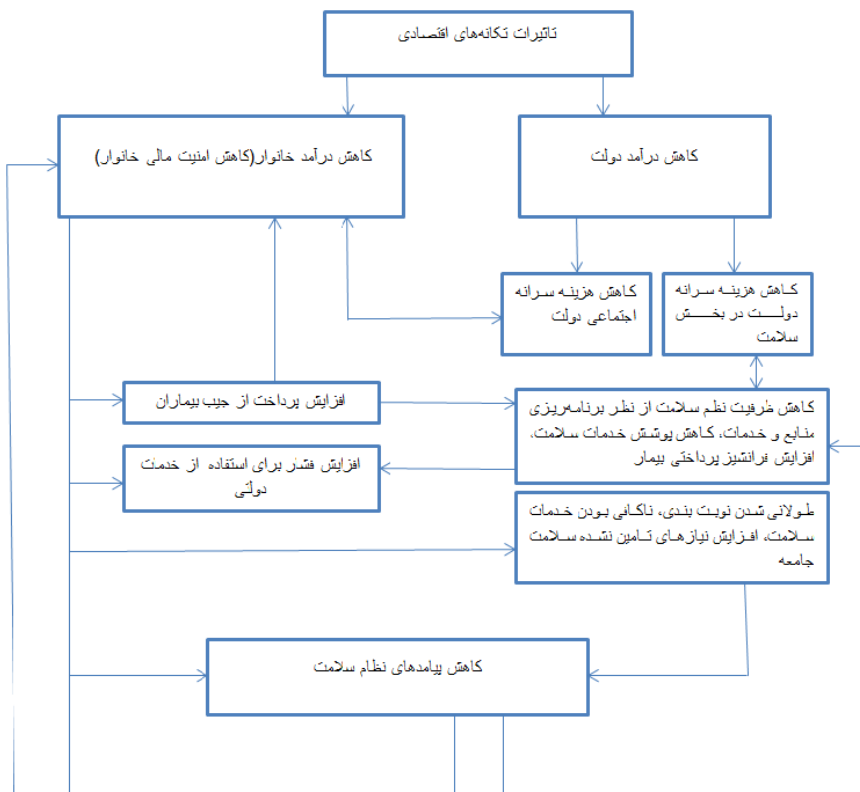 تاثیرات تکانه‌های اقتصادی
کاهش درآمد خانوار(کاهش امنیت مالی خانوار)
کاهش درآمد دولت
کاهش هزینه سرانه
اجتماعی دولت
کاهش هزینه سرانه
دولت در بخش
سلامت
افزایش پرداخت از جیب بیماران
کاهش ظرفیت نظم سلامت از نظر برنامه‌ریزی
منابع و خدمات، کاهش پوشش خدمات سلامت،
افزایش فرانشیز پرداختی بیمار
افزایش فشار برای استفاده از خدمات
دولتی
طولانی شدن نوبت بندی، ناکافی بودن خدمات
سلامت، افزایش نیازهای تامین نشده سلامت
جامعه
کاهش پیامدهای نظام سلامت